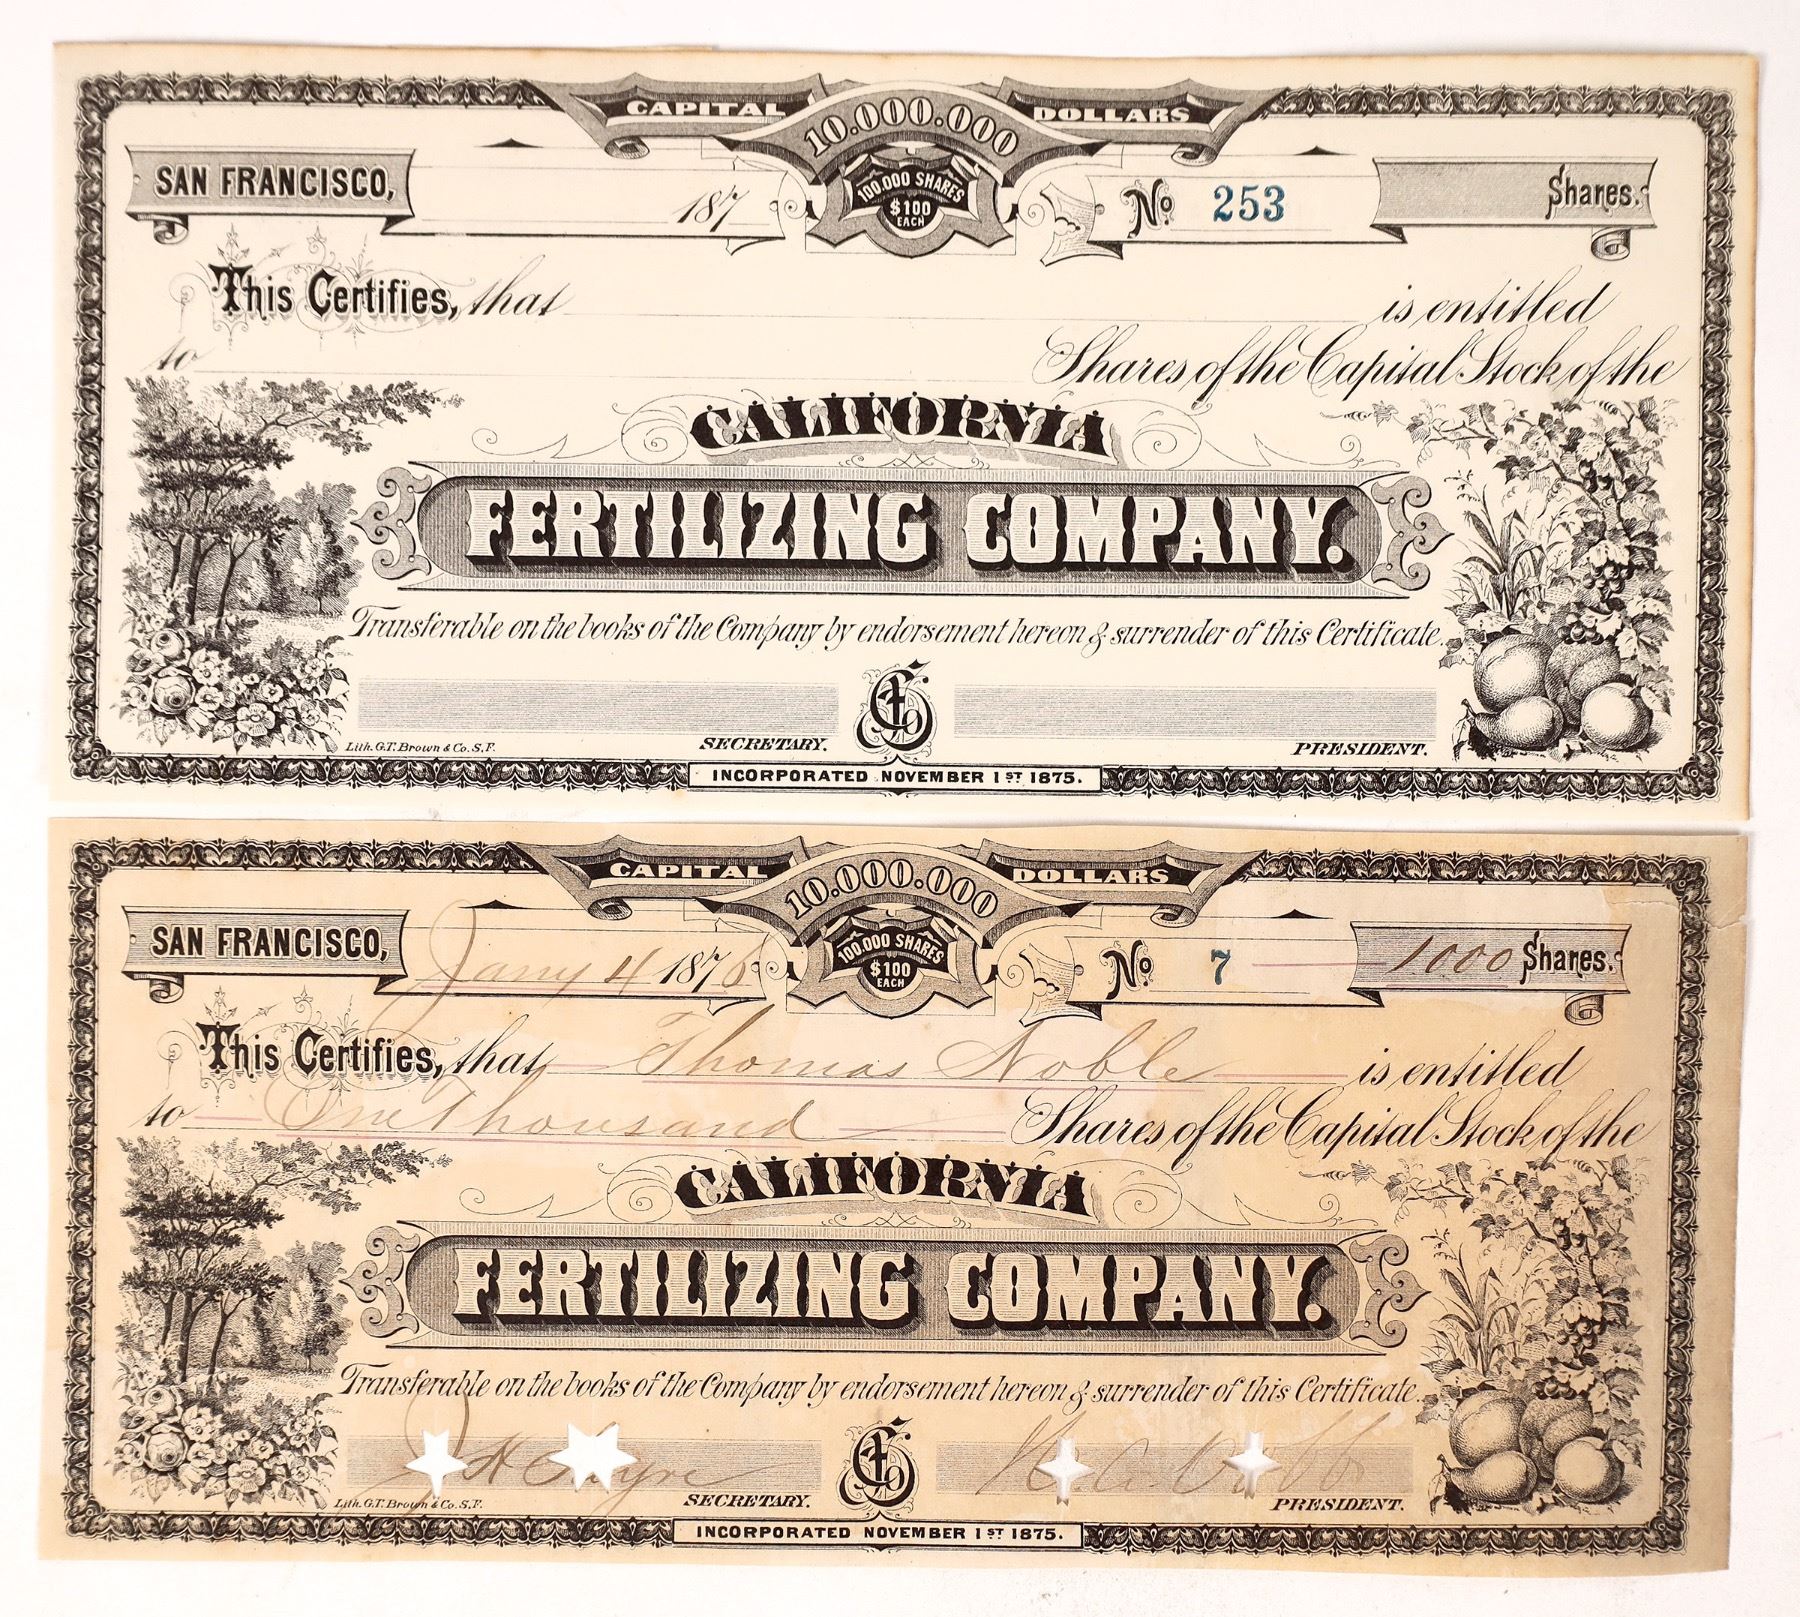 CAPITAL 10.000.000 DOLLARS
100.000 SHARES
$100
EACH
SAN FRANCISCO, 187
No 253 Shares.
This Certifies, that is entitled
to Shares of the Capital Stock of the
CALIFORNIA
FERTILIZING COMPANY.
Transferable on the books of the Company by endorsement hereon & surrender of this Certificate.
Lith. G.T. Brown & Co. S.F. SECRETARY. CFCo PRESIDENT.
INCORPORATED NOVEMBER 1ST 1875.
CAPITAL 10.000.000 DOLLARS
100.000 SHARES
$100
EACH
SAN FRANCISCO, Jany 4 1876
No 7 1000 Shares.
This Certifies, that Thomas Noble is entitled
to One Thousand Shares of the Capital Stock of the
CALIFORNIA
FERTILIZING COMPANY.
Transferable on the books of the Company by endorsement hereon & surrender of this Certificate.
CFCo
Lith. G.T. Brown & Co. S.F. SECRETARY. PRESIDENT.
INCORPORATED NOVEMBER 1ST 1875.